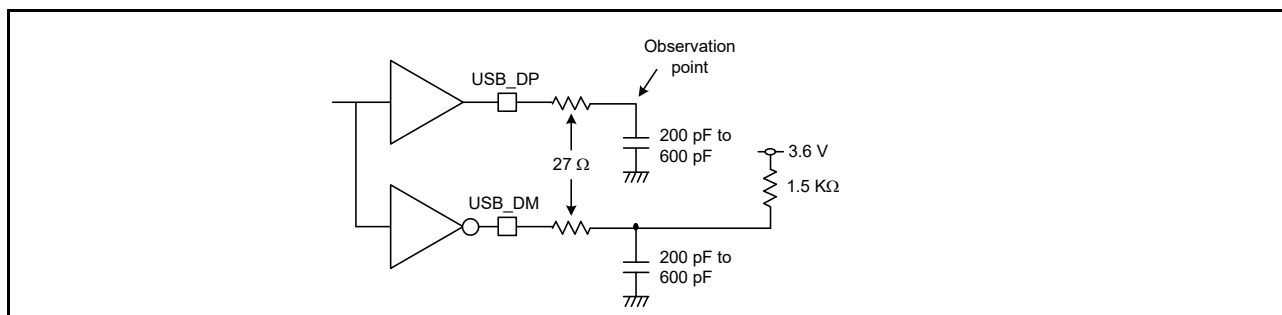 Observation
point
USB_DP
200 pF to
600 pF
27 Ω
3.6 V
1.5 KΩ
USB_DM
200 pF to
600 pF